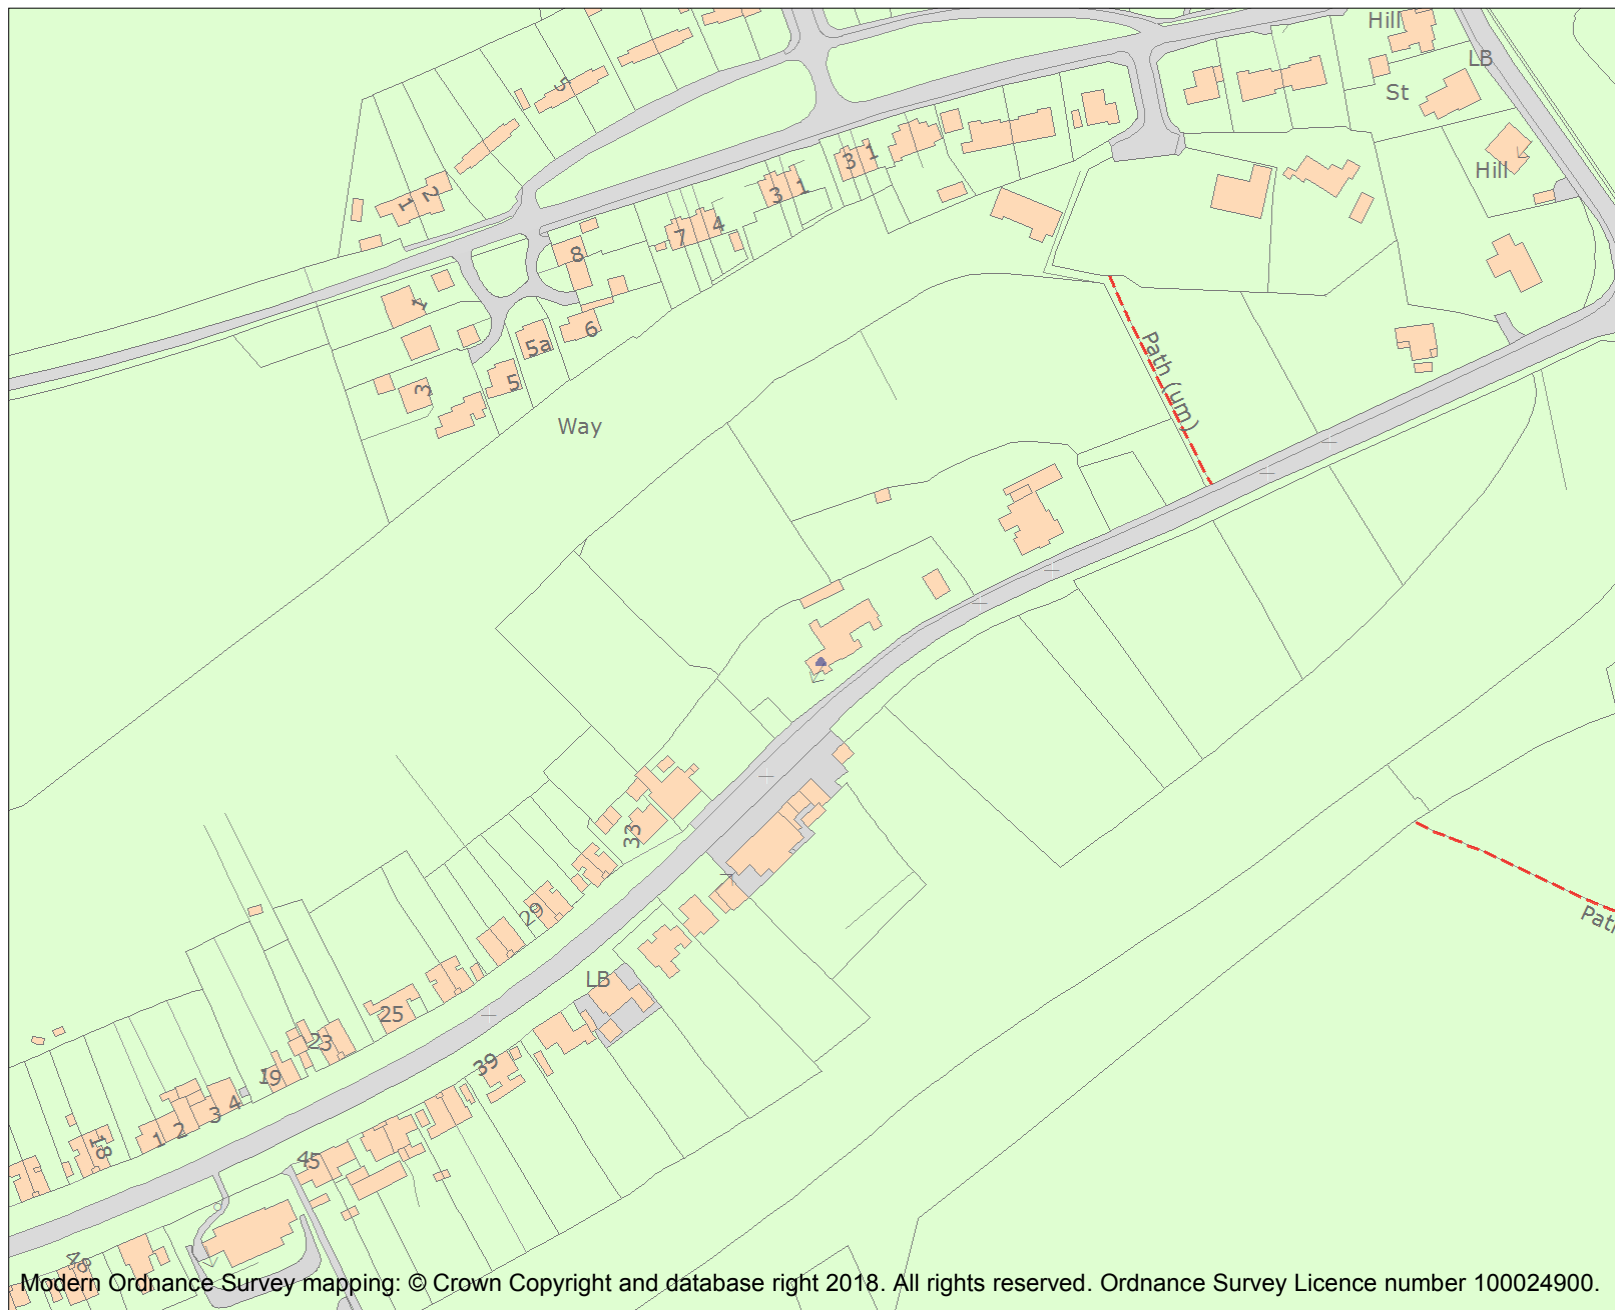 Hill
LB
St
5
Hill
1
2
3 1
3 1
7 4
8
1
6
5a
5
3
Path (um)
Way
33
7
29
Path
LB
25
23
39
19
3 4
1 2
18
45
48
Modern Ordnance Survey mapping: © Crown Copyright and database right 2018. All rights reserved. Ordnance Survey Licence number 100024900.